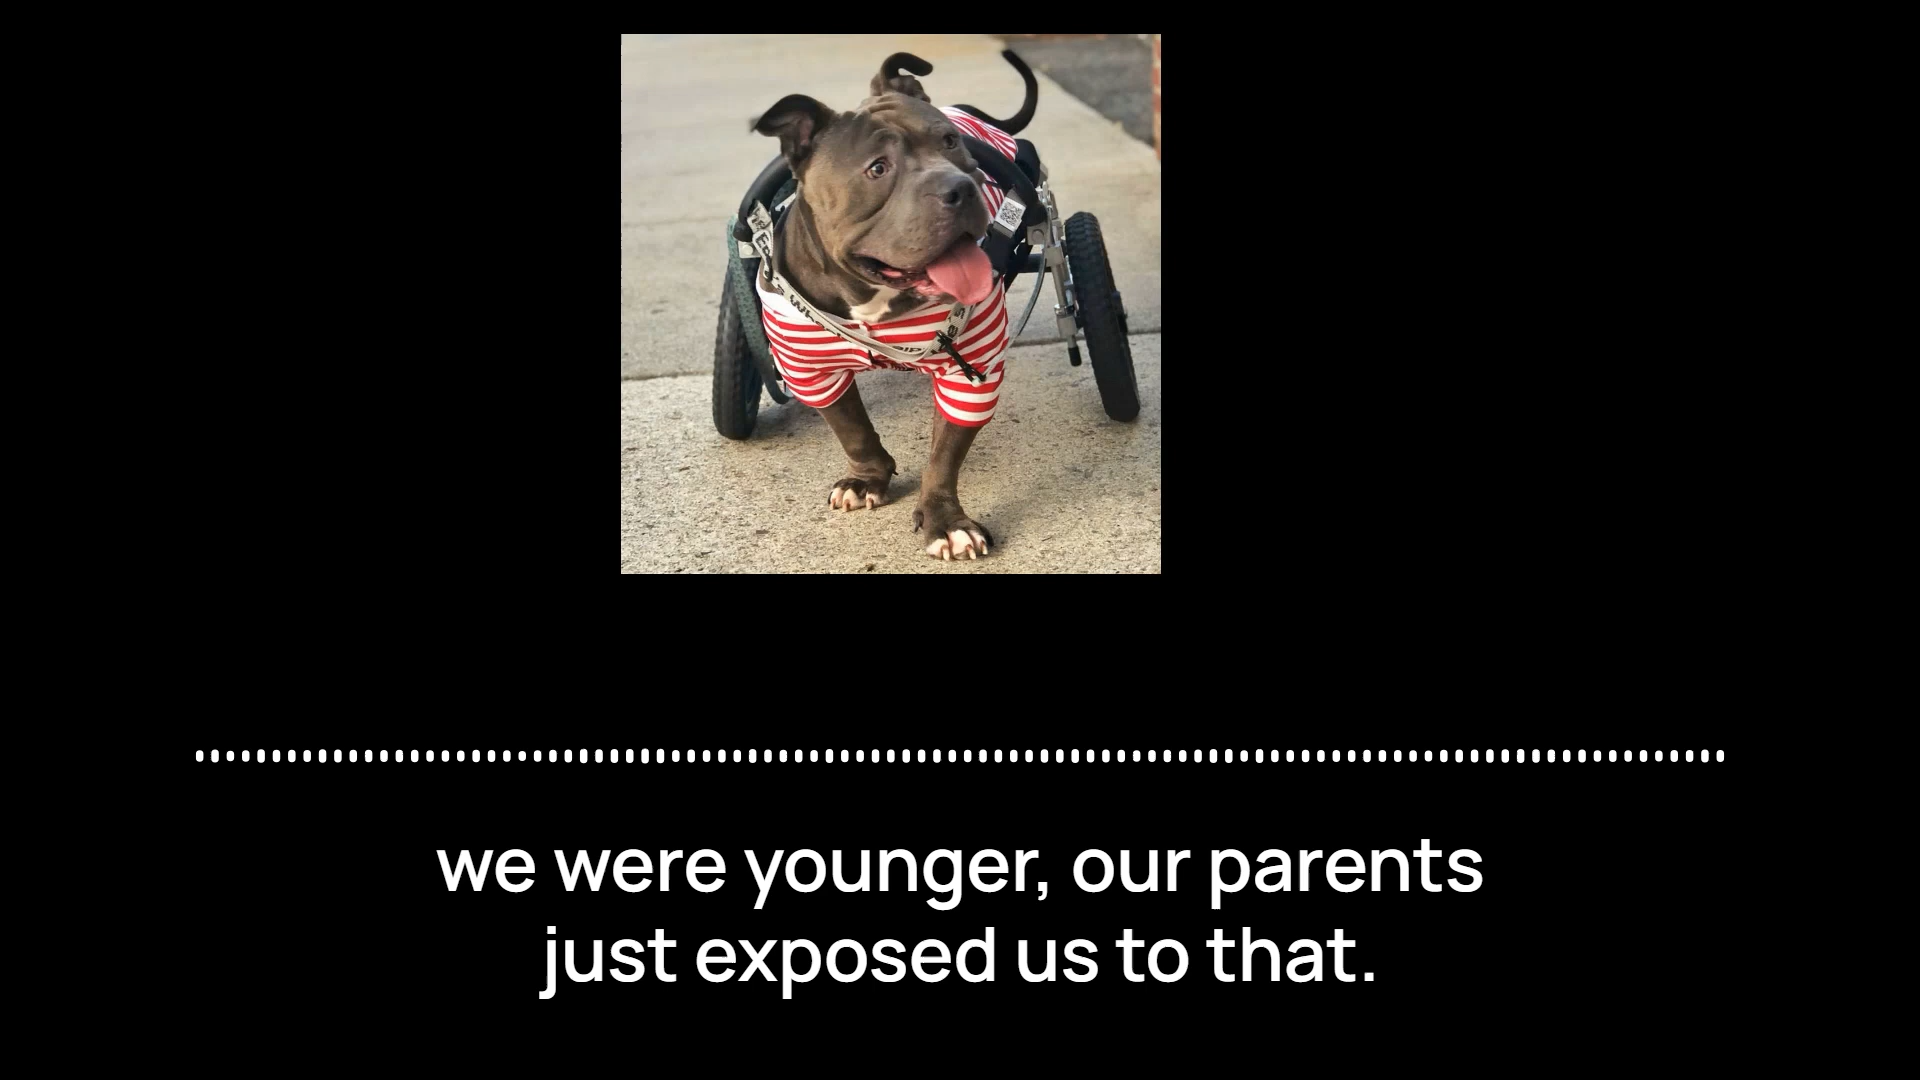 we were younger, our parents
just exposed us to that.